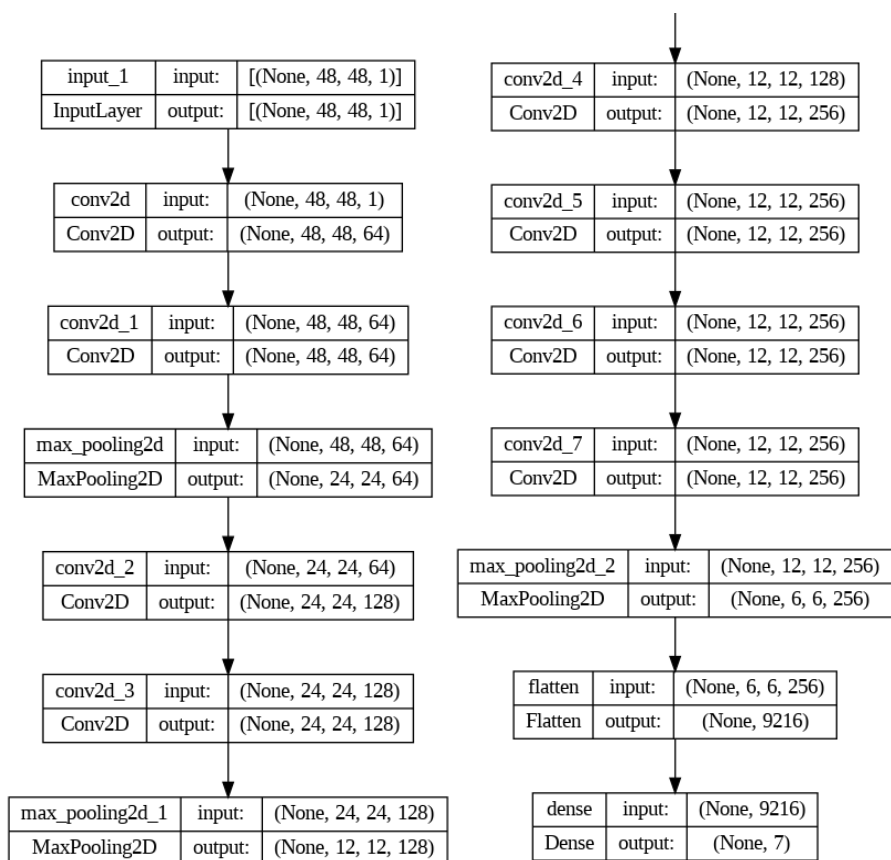 input_1 input: [(None, 48, 48, 1)]
InputLayer output: [(None, 48, 48, 1)]
conv2d input: (None, 48, 48, 1)
Conv2D output: (None, 48, 48, 64)
conv2d_1 input: (None, 48, 48, 64)
Conv2D output: (None, 48, 48, 64)
max_pooling2d input: (None, 48, 48, 64)
MaxPooling2D output: (None, 24, 24, 64)
conv2d_2 input: (None, 24, 24, 64)
Conv2D output: (None, 24, 24, 128)
conv2d_3 input: (None, 24, 24, 128)
Conv2D output: (None, 24, 24, 128)
max_pooling2d_1 input: (None, 24, 24, 128)
MaxPooling2D output: (None, 12, 12, 128)
conv2d_4 input: (None, 12, 12, 128)
Conv2D output: (None, 12, 12, 256)
conv2d_5 input: (None, 12, 12, 256)
Conv2D output: (None, 12, 12, 256)
conv2d_6 input: (None, 12, 12, 256)
Conv2D output: (None, 12, 12, 256)
conv2d_7 input: (None, 12, 12, 256)
Conv2D output: (None, 12, 12, 256)
max_pooling2d_2 input: (None, 12, 12, 256)
MaxPooling2D output: (None, 6, 6, 256)
flatten input: (None, 6, 6, 256)
Flatten output: (None, 9216)
dense input: (None, 9216)
Dense output: (None, 7)